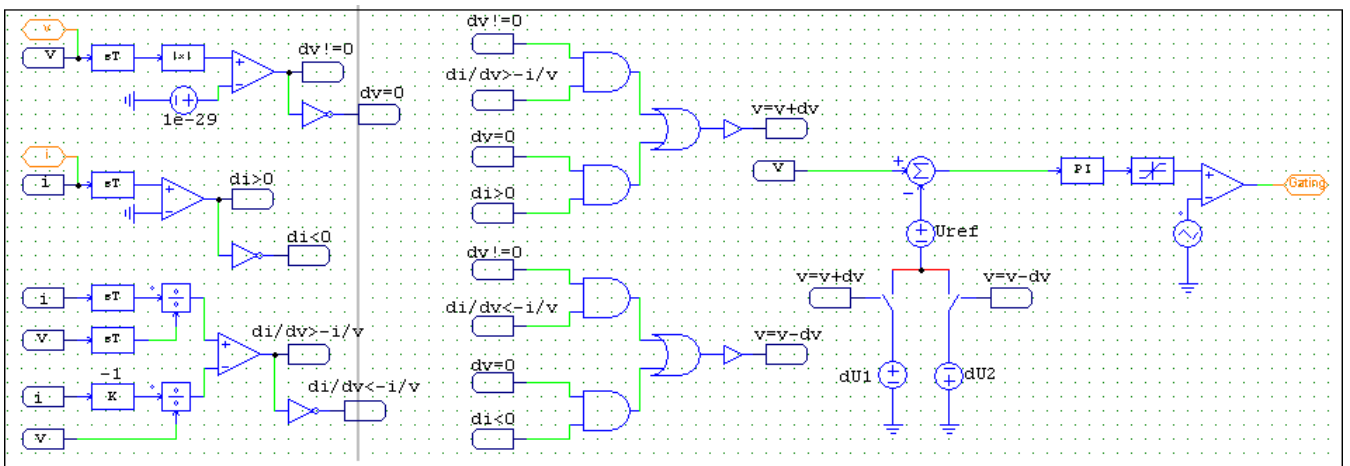 v
V
sT
|x|
+
−
1e-29
dv!=0
dv=0
i
i
sT
+
−
di>0
di<0
i
sT
÷
V
sT
i
-1
K
÷
V
+
−
di/dv>-i/v
di/dv<-i/v
dv!=0
di/dv>-i/v
dv=0
di>0
v=v+dv
dv!=0
di/dv<-i/v
dv=0
di<0
v=v-dv
V
+
Σ
−
Uref
v=v+dv
v=v-dv
dU1
dU2
PI
+
−
Gating